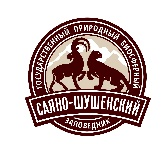 ГОСУДАРСТВЕННЫЙ ПРИРОДНЫЙ БИОСФЕРНЫЙ
САЯНО-ШУШЕНСКИЙ
ЗАПОВЕДНИК